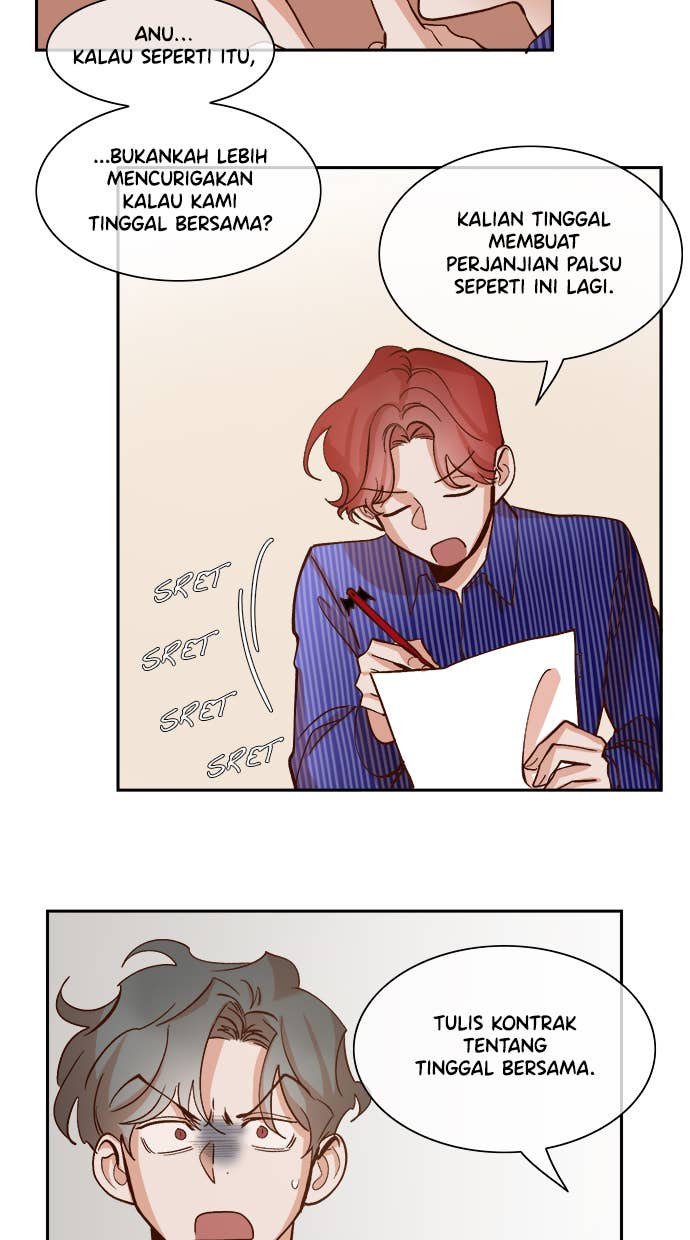 ANU...
KALAU SEPERTI ITU,
...BUKANKAH LEBIH
MENCURIGAKAN
KALAU KAMI
TINGGAL BERSAMA?
KALIAN TINGGAL
MEMBUAT
PERJANJIAN PALSU
SEPERTI INI LAGI.
SRET
SRET
SRET
SRET
TULIS KONTRAK
TENTANG
TINGGAL BERSAMA.